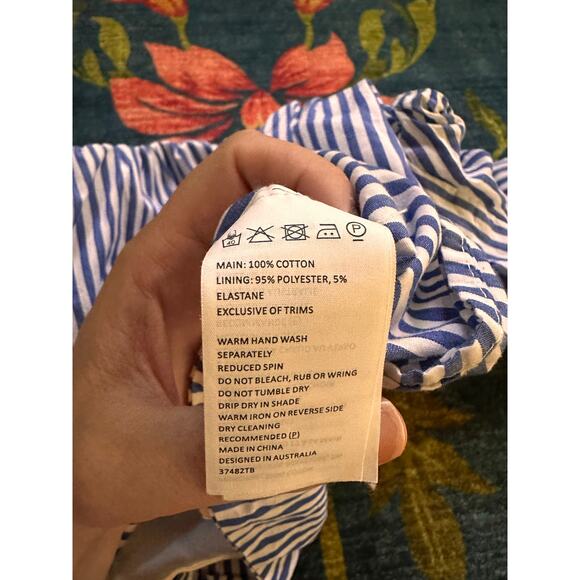 40 P
MAIN: 100% COTTON
LINING: 95% POLYESTER, 5%
ELASTANE
EXCLUSIVE OF TRIMS
WARM HAND WASH
SEPARATELY
REDUCED SPIN
DO NOT BLEACH, RUB OR WRING
DO NOT TUMBLE DRY
DRIP DRY IN SHADE
WARM IRON ON REVERSE SIDE
DRY CLEANING
RECOMMENDED (P)
MADE IN CHINA
DESIGNED IN AUSTRALIA
37482TB